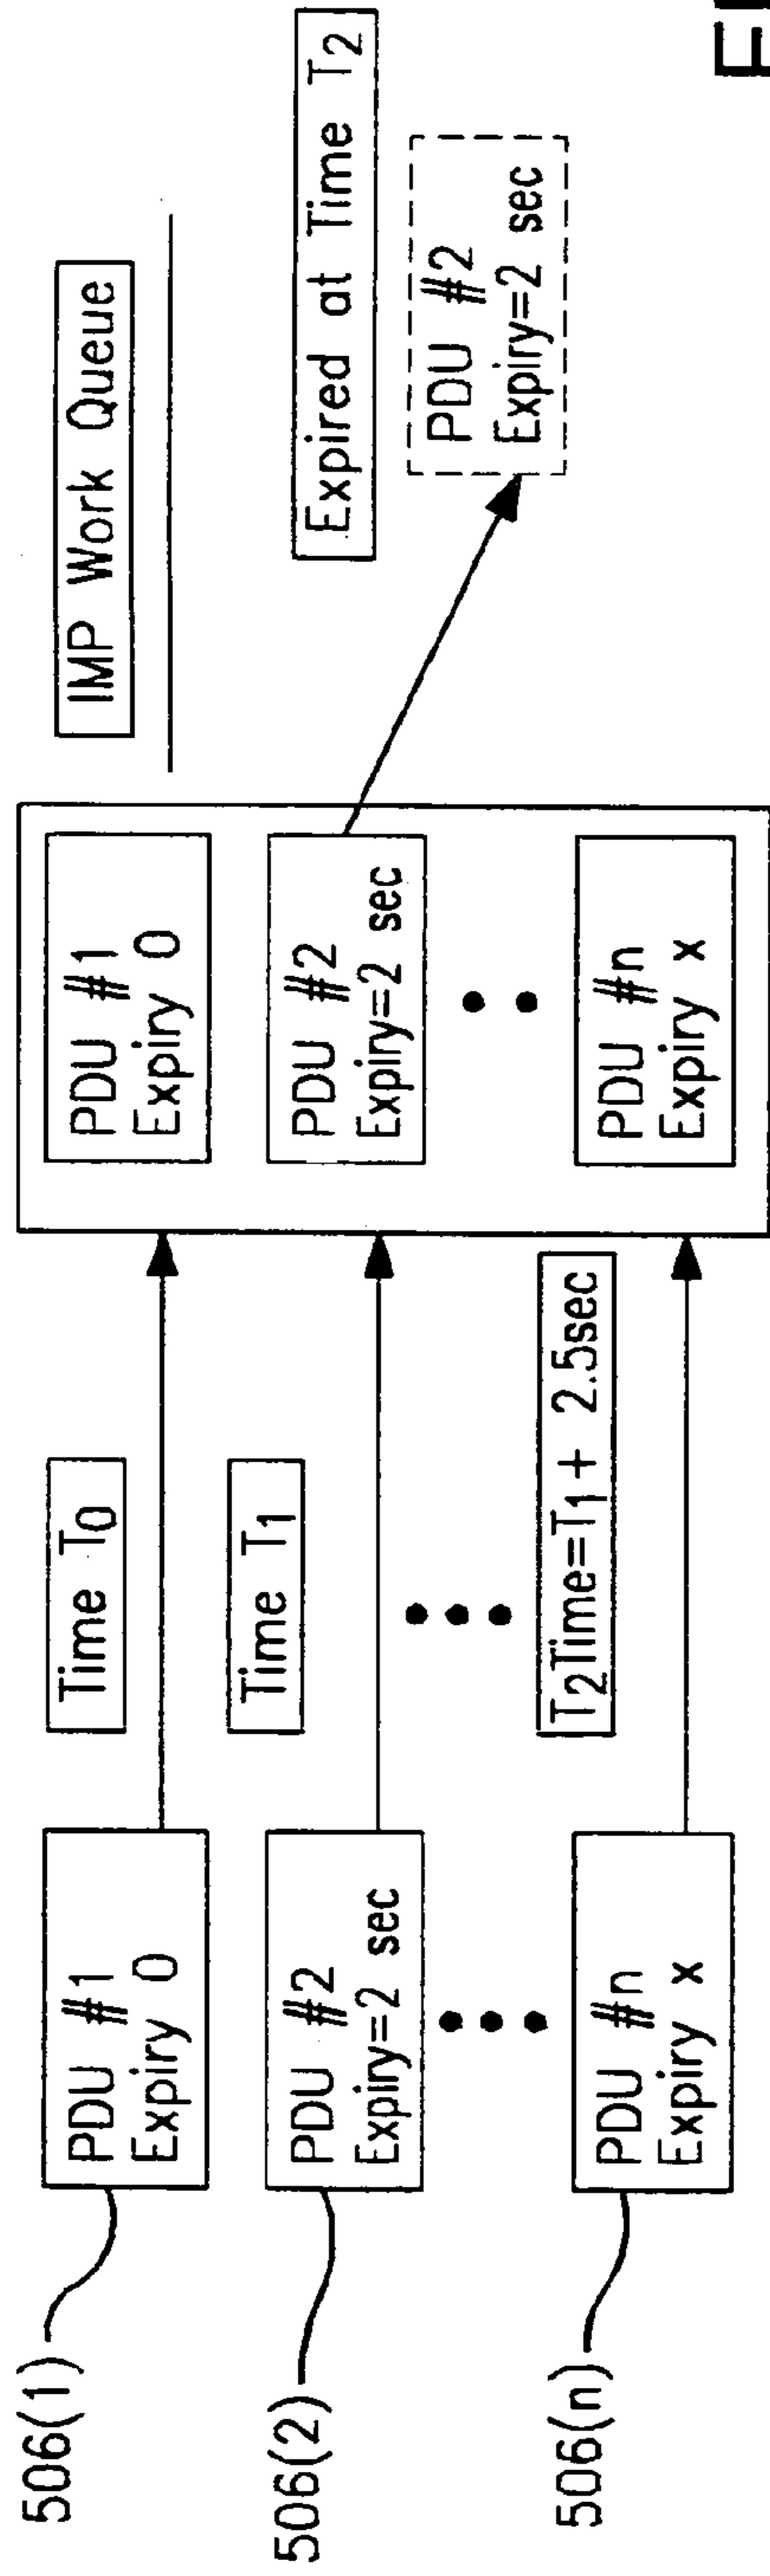 506(1)
PDU #1
Expiry 0
Time T0
PDU #1
Expiry 0
IMP Work Queue
506(2)
PDU #2
Expiry=2 sec
Time T1
PDU #2
Expiry=2 sec
Expired at Time T2
PDU #2
Expiry=2 sec
506(n)
PDU #n
Expiry x
T2Time=T1+ 2.5sec
PDU #n
Expiry x